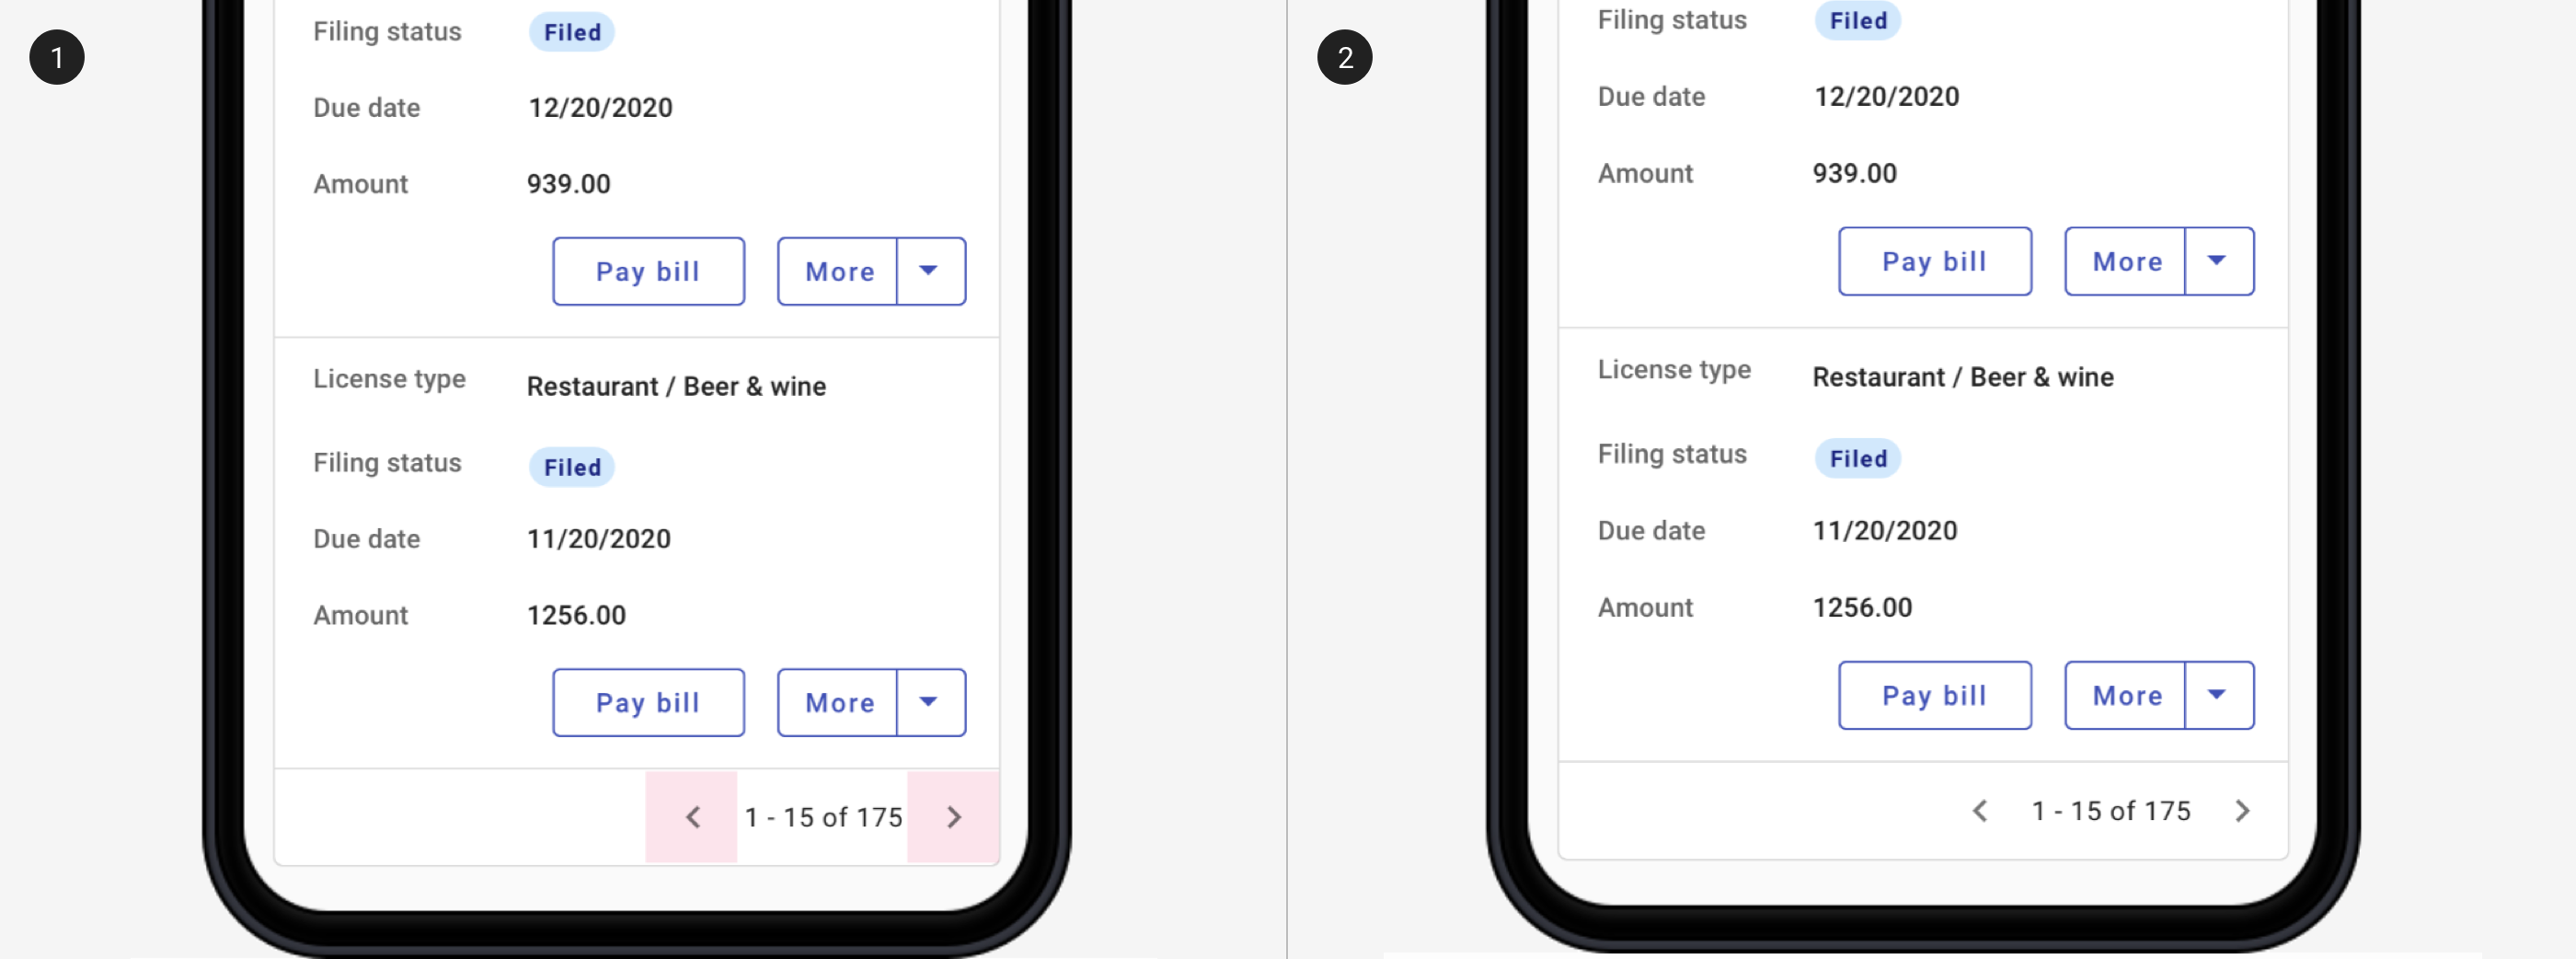 1
Filing status Filed
Due date 12/20/2020
Amount 939.00
Pay bill More
License type Restaurant / Beer & wine
Filing status Filed
Due date 11/20/2020
Amount 1256.00
Pay bill More
1 - 15 of 175
2
Filing status Filed
Due date 12/20/2020
Amount 939.00
Pay bill More
License type Restaurant / Beer & wine
Filing status Filed
Due date 11/20/2020
Amount 1256.00
Pay bill More
1 - 15 of 175